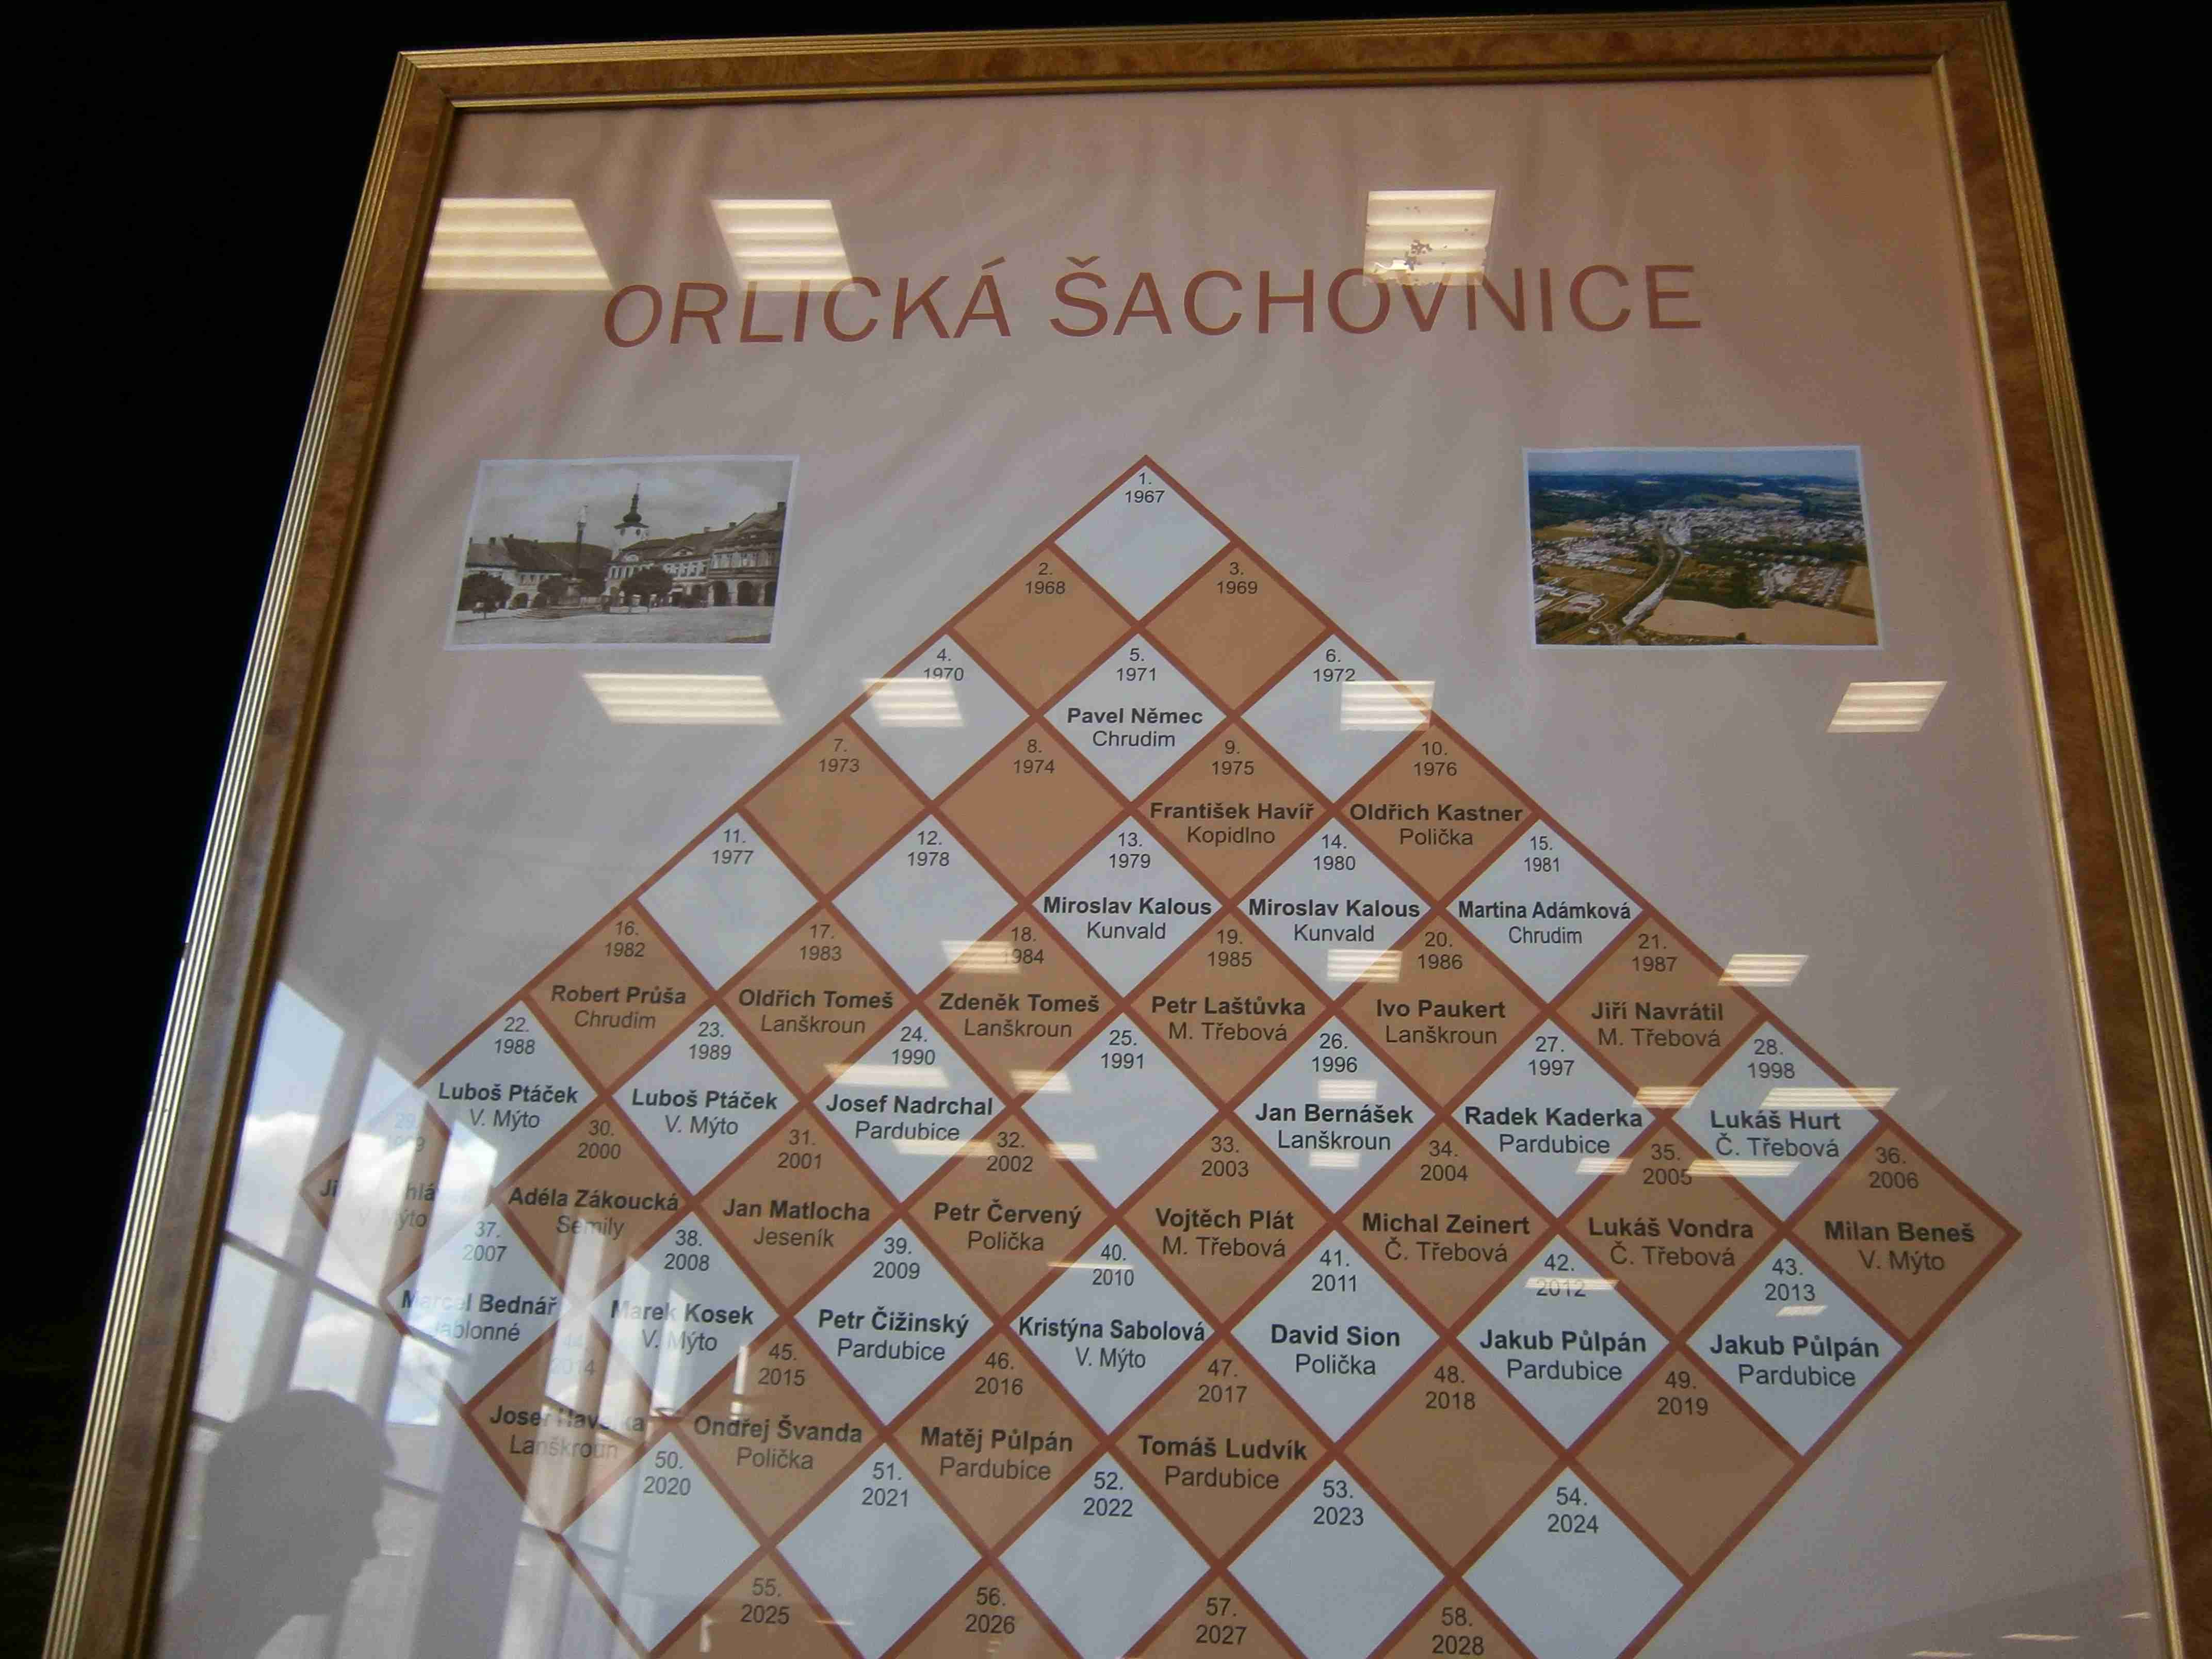 ORLICKÁ ŠACHOVNICE
1.
1967
2.
1968
3.
1969
4.
1970
5.
1971
Pavel Němec
Chrudim
6.
1972
7.
1973
8.
1974
9.
1975
František Havíř
Kopidlno
10.
1976
Oldřich Kastner
Polička
11.
1977
12.
1978
13.
1979
Miroslav Kalous
Kunvald
14.
1980
Miroslav Kalous
Kunvald
15.
1981
Martina Adámková
Chrudim
16.
1982
Robert Průša
Chrudim
17.
1983
Oldřich Tomeš
Lanškroun
18.
1984
Zdeněk Tomeš
Lanškroun
19.
1985
Petr Laštůvka
M. Třebová
20.
1986
Ivo Paukert
Lanškroun
21.
1987
Jiří Navrátil
M. Třebová
22.
1988
Luboš Ptáček
V. Mýto
23.
1989
Luboš Ptáček
V. Mýto
24.
1990
Josef Nadrchal
Pardubice
25.
1991
26.
1996
Jan Bernášek
Lanškroun
27.
1997
Radek Kaderka
Pardubice
28.
1998
Lukáš Hurt
Č. Třebová
29.
1999
V. Mýto
30.
2000
Adéla Zákoucká
Semily
31.
2001
Jan Matlocha
Jeseník
32.
2002
Petr Červený
Polička
33.
2003
Vojtěch Plát
M. Třebová
34.
2004
Michal Zeinert
Č. Třebová
35.
2005
Lukáš Vondra
Č. Třebová
36.
2006
Milan Beneš
V. Mýto
37.
2007
Marcel Bednář
Jablonné
38.
2008
Marek Kosek
V. Mýto
39.
2009
Petr Čižinský
Pardubice
40.
2010
Kristýna Sabolová
V. Mýto
41.
2011
David Sion
Polička
42.
2012
Jakub Půlpán
Pardubice
43.
2013
Jakub Půlpán
Pardubice
44.
2014
Josef
Lanškroun
45.
2015
Ondřej Švanda
Polička
46.
2016
Matěj Půlpán
Pardubice
47.
2017
Tomáš Ludvík
Pardubice
48.
2018
49.
2019
50.
2020
51.
2021
52.
2022
53.
2023
54.
2024
55.
2025
56.
2026
57.
2027
58.
2028